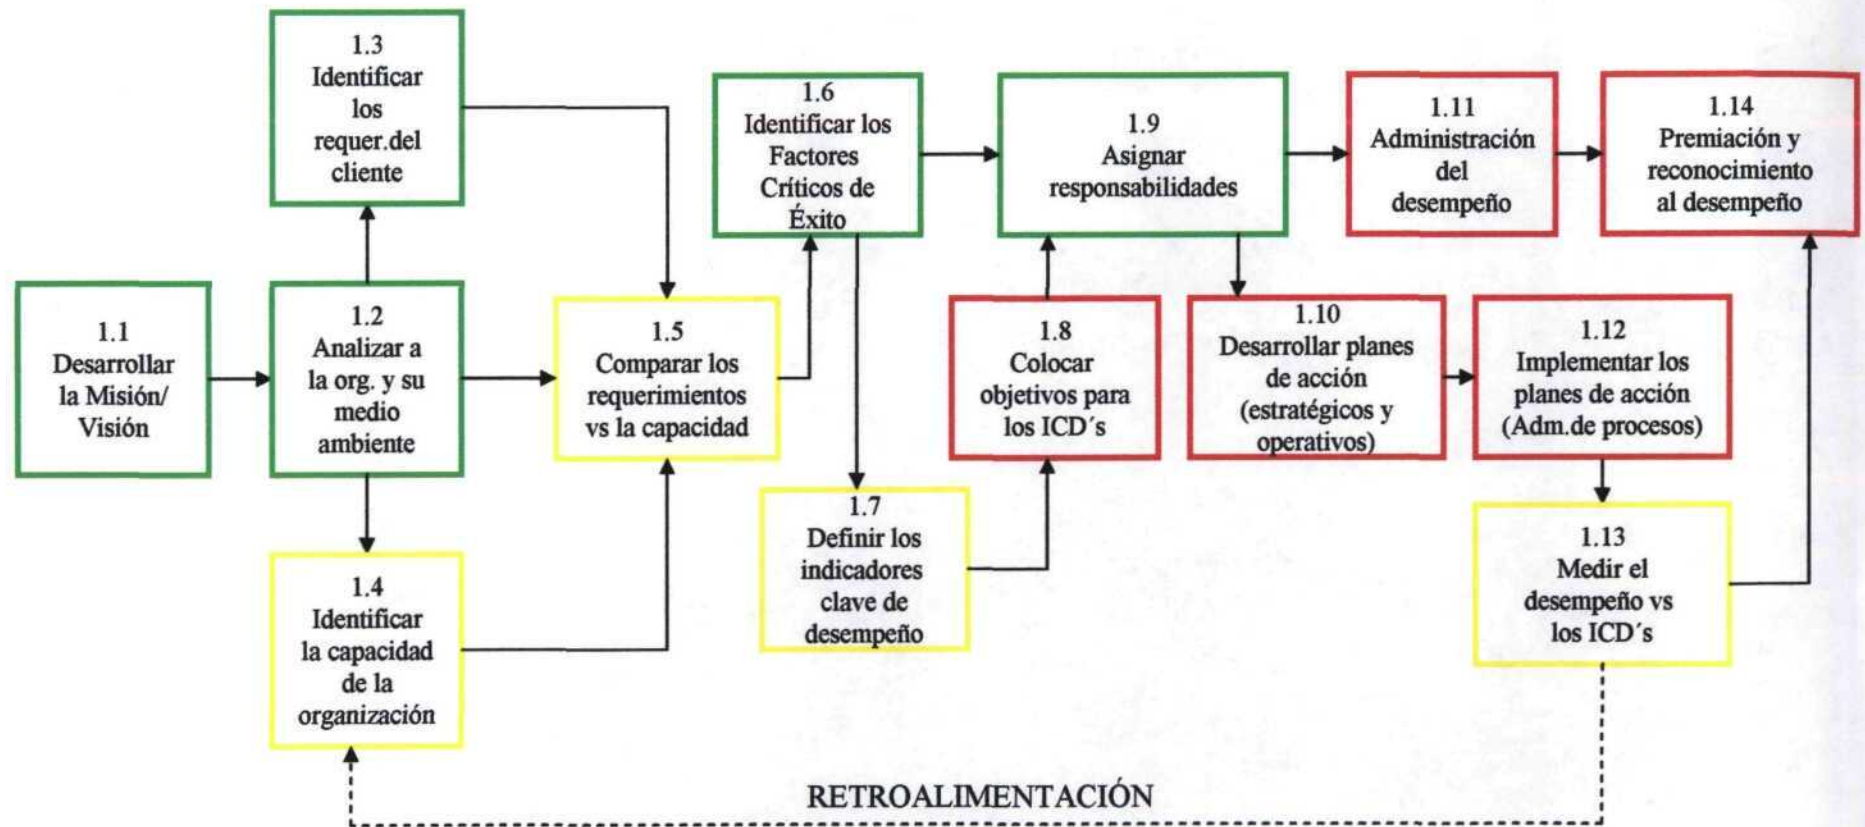 1.3
Identificar
los
requer.del
cliente
1.6
Identificar los
Factores
Críticos de
Éxito
1.9
Asignar
responsabilidades
1.11
Administración
del
desempeño
1.14
Premiación y
reconocimiento
al desempeño
1.1
Desarrollar
la Misión/
Visión
1.2
Analizar a
la org. y su
medio
ambiente
1.5
Comparar los
requerimientos
vs la capacidad
1.8
Colocar
objetivos para
los ICD´s
1.10
Desarrollar planes
de acción
(estratégicos y
operativos)
1.12
Implementar los
planes de acción
(Adm.de procesos)
1.4
Identificar
la capacidad
de la
organización
1.7
Definir los
indicadores
clave de
desempeño
1.13
Medir el
desempeño vs
los ICD´s
RETROALIMENTACIÓN